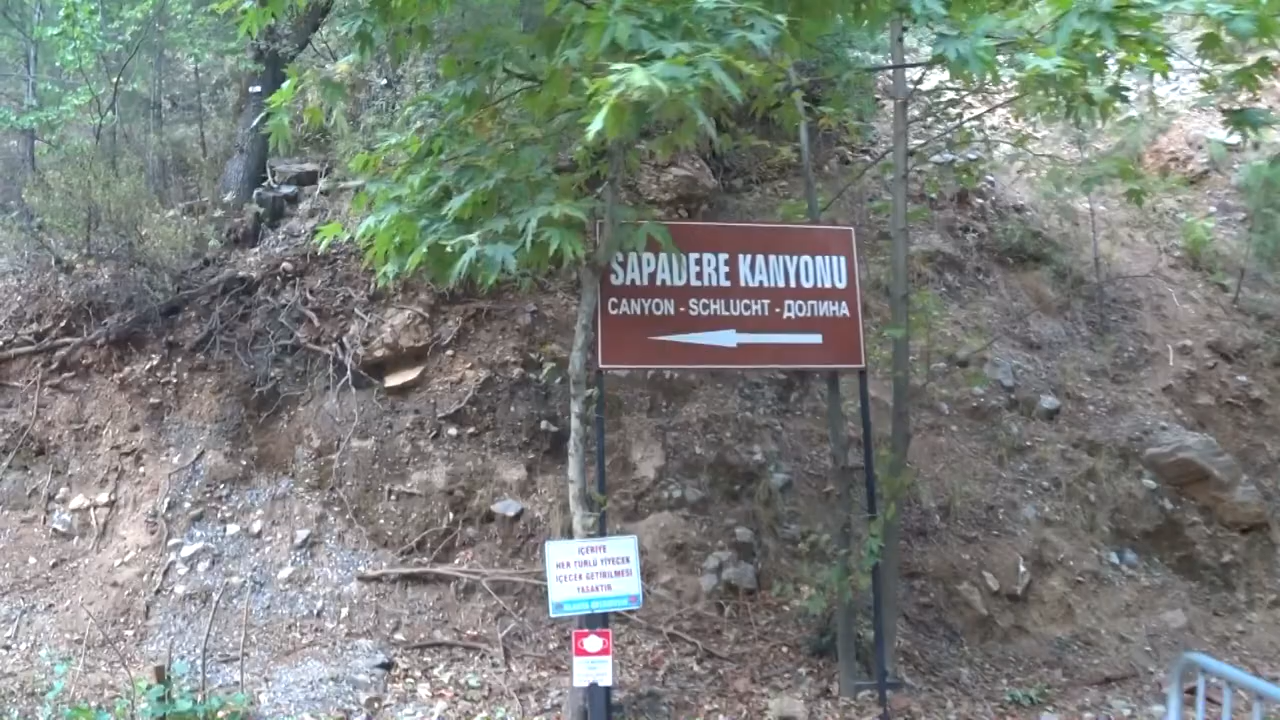 SAPADERE KANYONU
CANYON - SCHLUCHT - ДОЛИНА
İÇERİYE
HER TÜRLÜ YİYECEK
İÇECEK GETİRİLMESİ
YASAKTIR